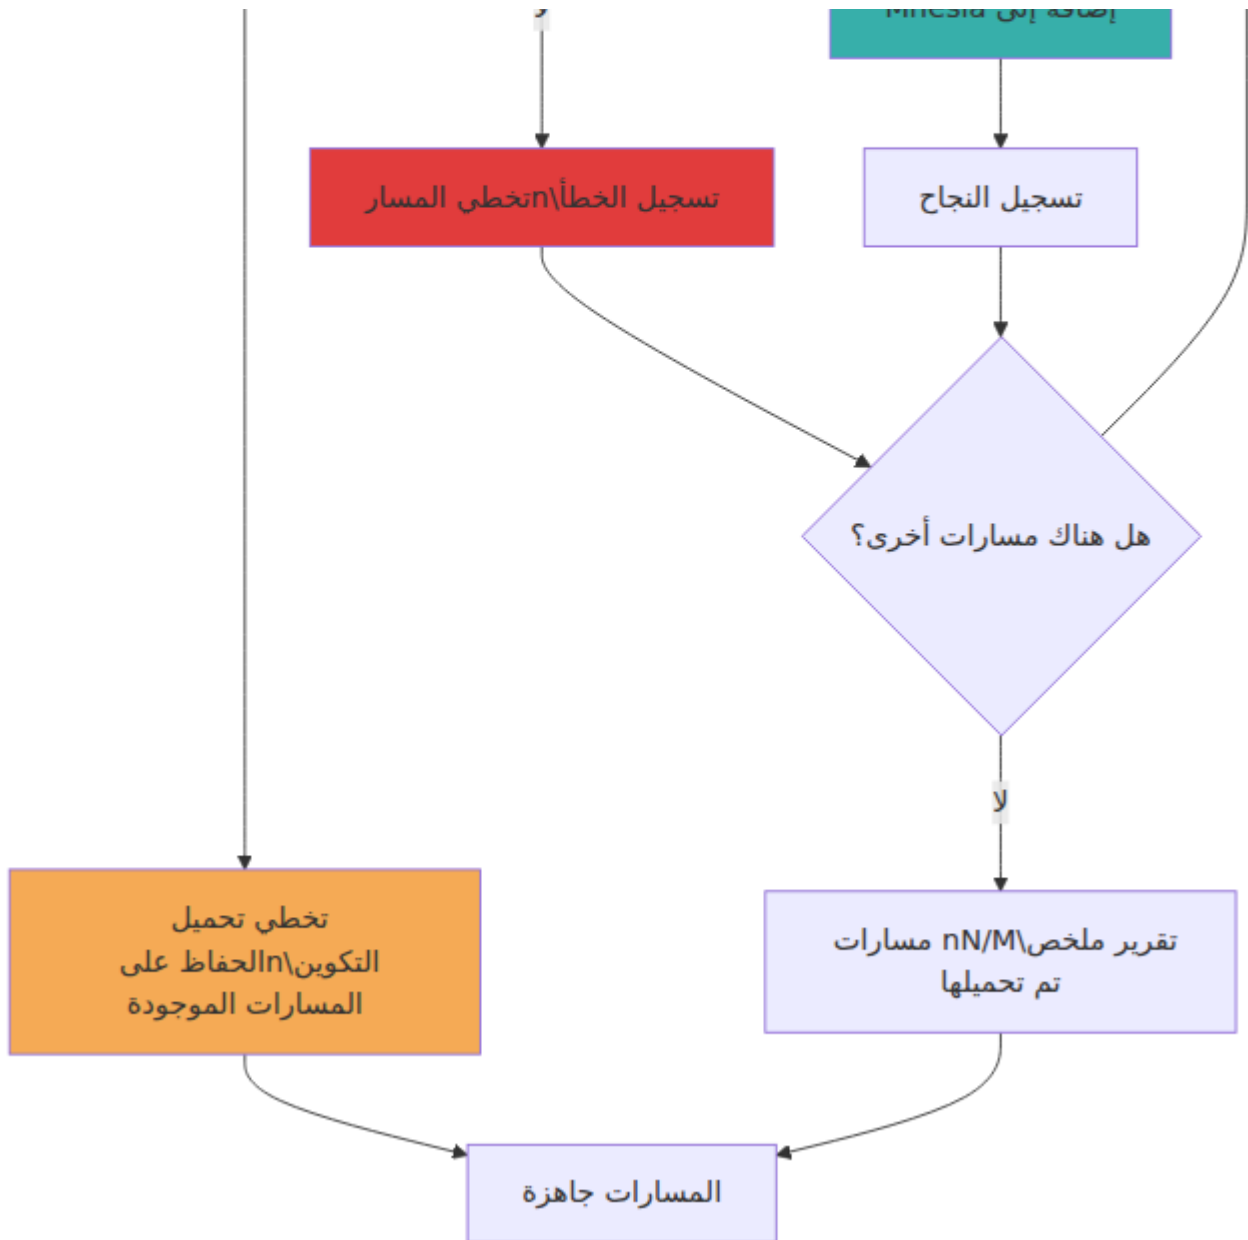 لا
إضافة إلى Mnesia
تسجيل الخطأ\nتخطي المسار
تسجيل النجاح
هل هناك مسارات أخرى؟
لا
تخطي تحميل
التكوين\nالحفاظ على
المسارات الموجودة
تقرير ملخص\nN/M مسارات
تم تحميلها
المسارات جاهزة